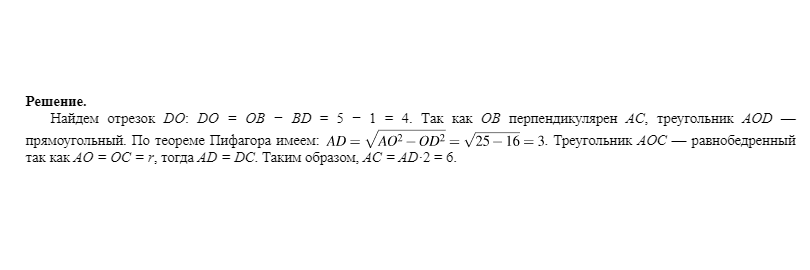 Решение.
Найдем отрезок DO: DO = OB − BD = 5 − 1 = 4. Так как OB перпендикулярен AC, треугольник AOD —
прямоугольный. По теореме Пифагора имеем: AD = √(AO² − OD²) = √(25 − 16) = 3. Треугольник AOC — равнобедренный
так как AO = OC = r, тогда AD = DC. Таким образом, AC = AD·2 = 6.